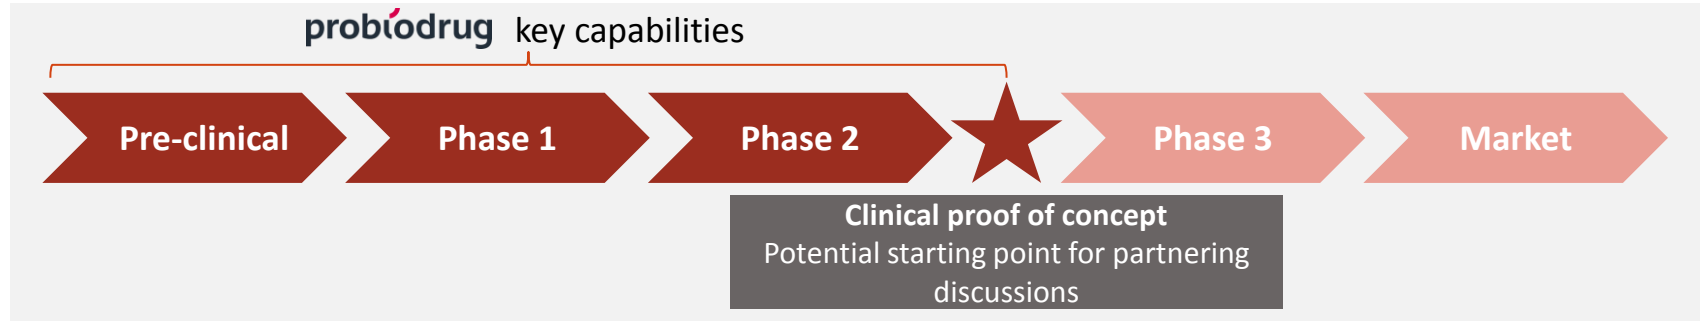 probiodrug key capabilities
Pre-clinical
Phase 1
Phase 2
Phase 3
Market
Clinical proof of concept
Potential starting point for partnering
discussions